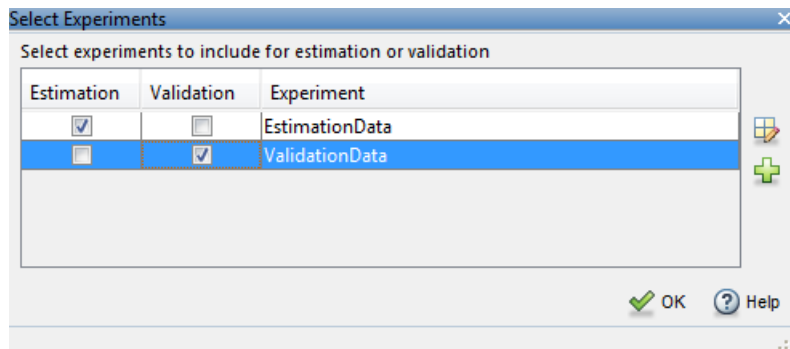 Select Experiments
Select experiments to include for estimation or validation
Estimation Validation Experiment
EstimationData
ValidationData
OK Help